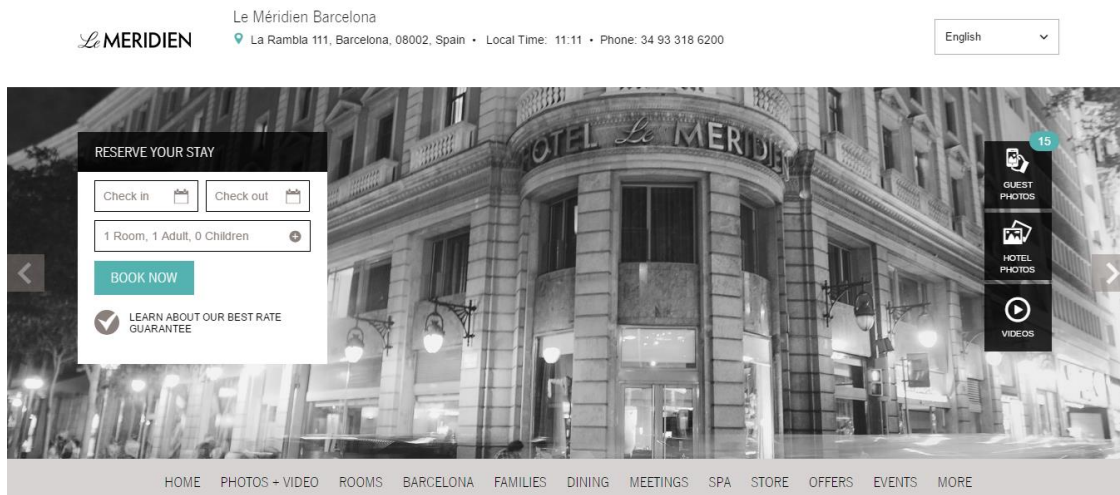 Le Méridien Barcelona
Le MERIDIEN
La Rambla 111, Barcelona, 08002, Spain • Local Time: 11:11 • Phone: 34 93 318 6200
English
RESERVE YOUR STAY
Check in
Check out
1 Room, 1 Adult, 0 Children
BOOK NOW
LEARN ABOUT OUR BEST RATE
GUARANTEE
HOTEL Le MERIDIEN
15
GUEST
PHOTOS
HOTEL
PHOTOS
VIDEOS
HOME PHOTOS + VIDEO ROOMS BARCELONA FAMILIES DINING MEETINGS SPA STORE OFFERS EVENTS MORE